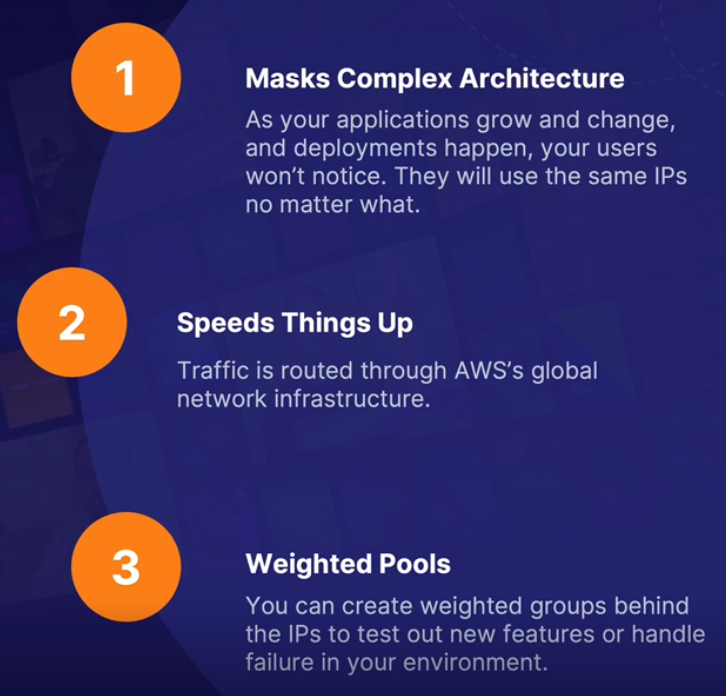 1
Masks Complex Architecture
As your applications grow and change,
and deployments happen, your users
won't notice. They will use the same IPs
no matter what.
2
Speeds Things Up
Traffic is routed through AWS's global
network infrastructure.
3
Weighted Pools
You can create weighted groups behind
the IPs to test out new features or handle
failure in your environment.